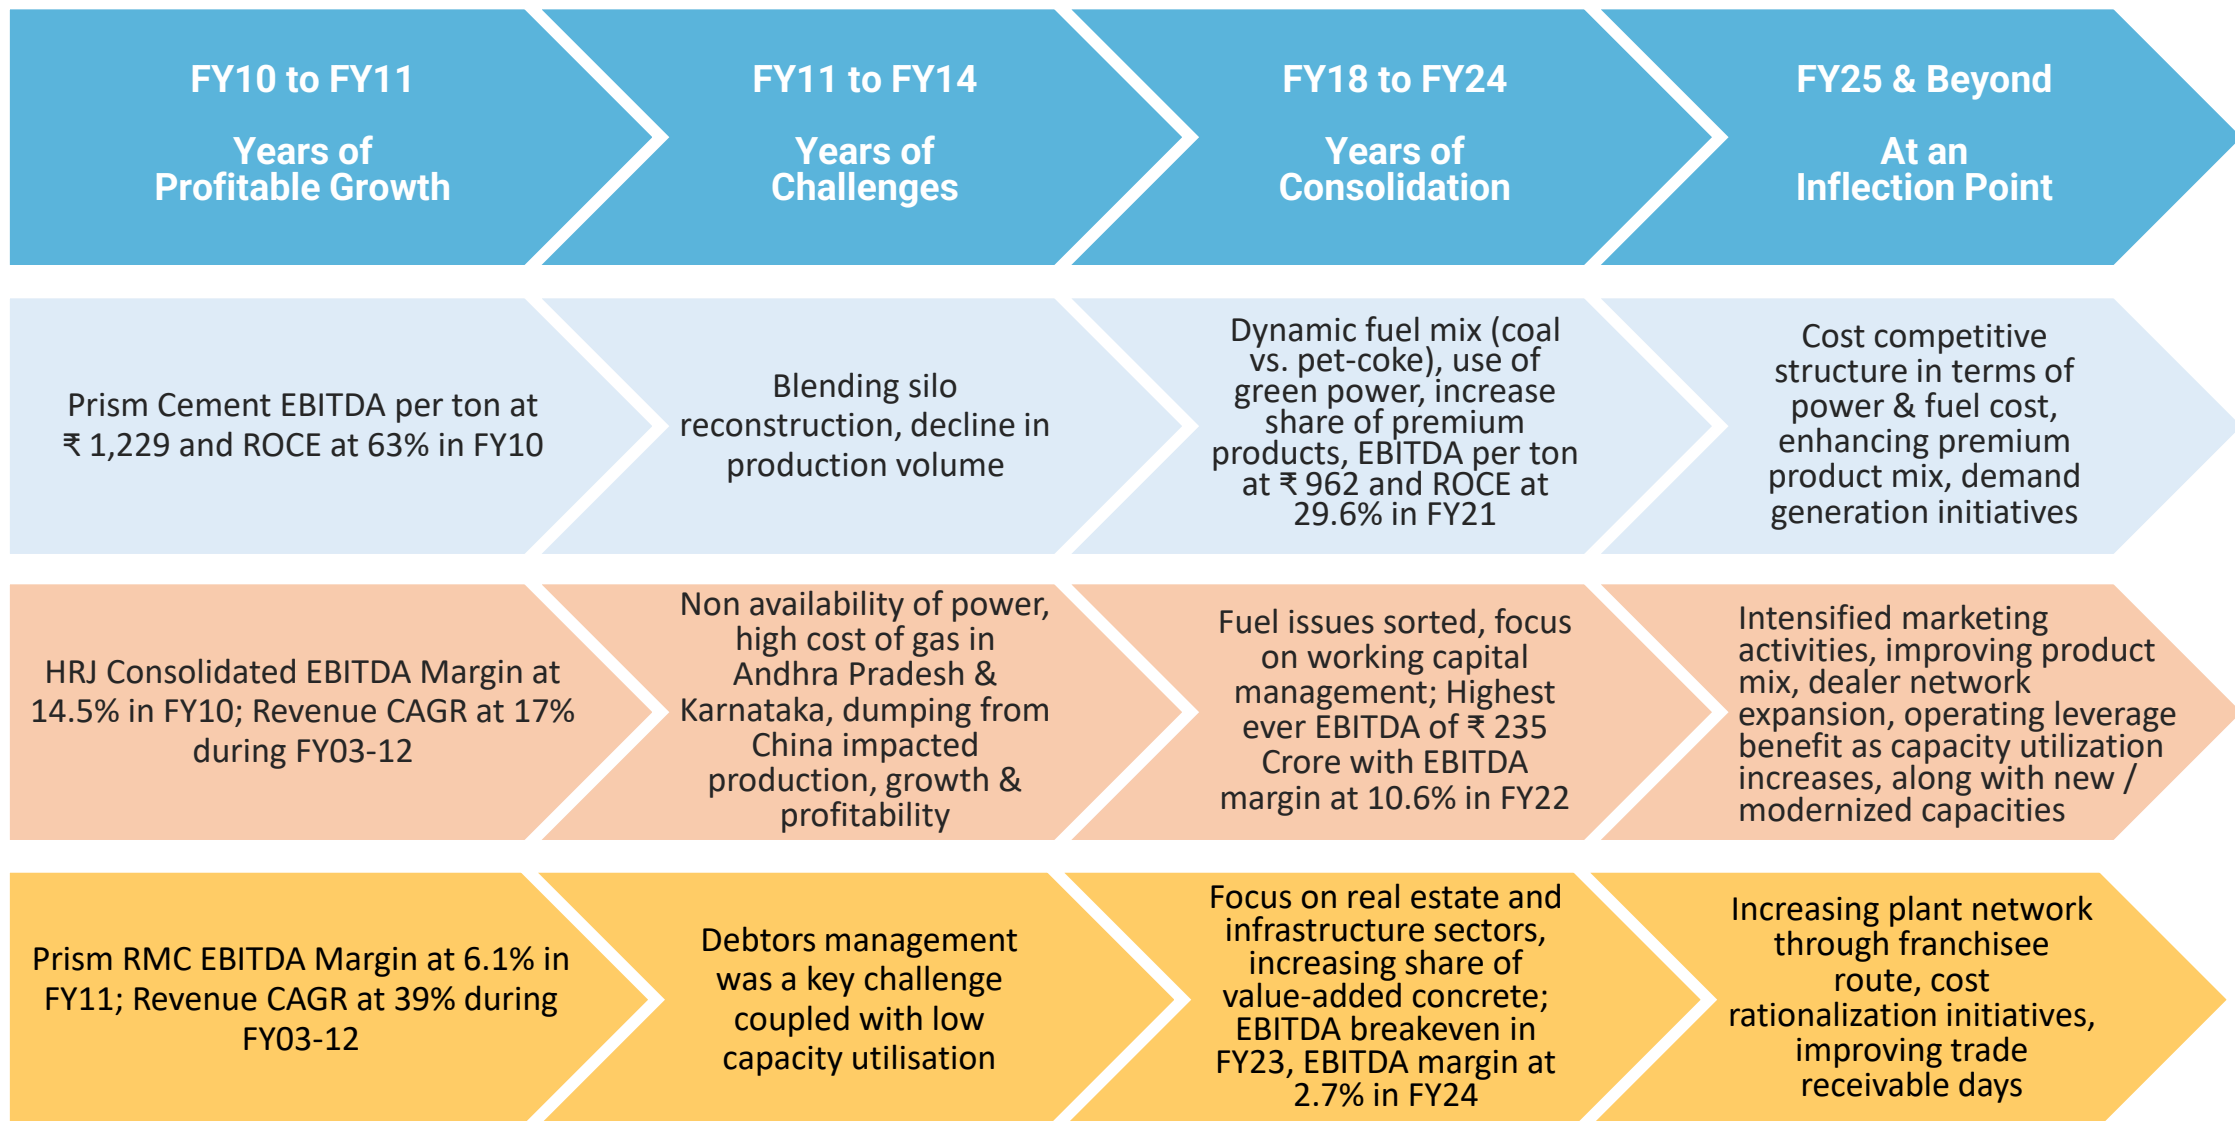 FY10 to FY11
Years of
Profitable Growth
FY11 to FY14
Years of
Challenges
FY18 to FY24
Years of
Consolidation
FY25 & Beyond
At an
Inflection Point
Prism Cement EBITDA per ton at
₹ 1,229 and ROCE at 63% in FY10
Blending silo
reconstruction, decline in
production volume
Dynamic fuel mix (coal
vs. pet-coke), use of
green power, increase
share of premium
products, EBITDA per ton
at ₹ 962 and ROCE at
29.6% in FY21
Cost competitive
structure in terms of
power & fuel cost,
enhancing premium
product mix, demand
generation initiatives
HRJ Consolidated EBITDA Margin at
14.5% in FY10; Revenue CAGR at 17%
during FY03-12
Non availability of power,
high cost of gas in
Andhra Pradesh &
Karnataka, dumping from
China impacted
production, growth &
profitability
Fuel issues sorted, focus
on working capital
management; Highest
ever EBITDA of ₹ 235
Crore with EBITDA
margin at 10.6% in FY22
Intensified marketing
activities, improving product
mix, dealer network
expansion, operating leverage
benefit as capacity utilization
increases, along with new /
modernized capacities
Prism RMC EBITDA Margin at 6.1% in
FY11; Revenue CAGR at 39% during
FY03-12
Debtors management
was a key challenge
coupled with low
capacity utilisation
Focus on real estate and
infrastructure sectors,
increasing share of
value-added concrete;
EBITDA breakeven in
FY23, EBITDA margin at
2.7% in FY24
Increasing plant network
through franchisee
route, cost
rationalization initiatives,
improving trade
receivable days